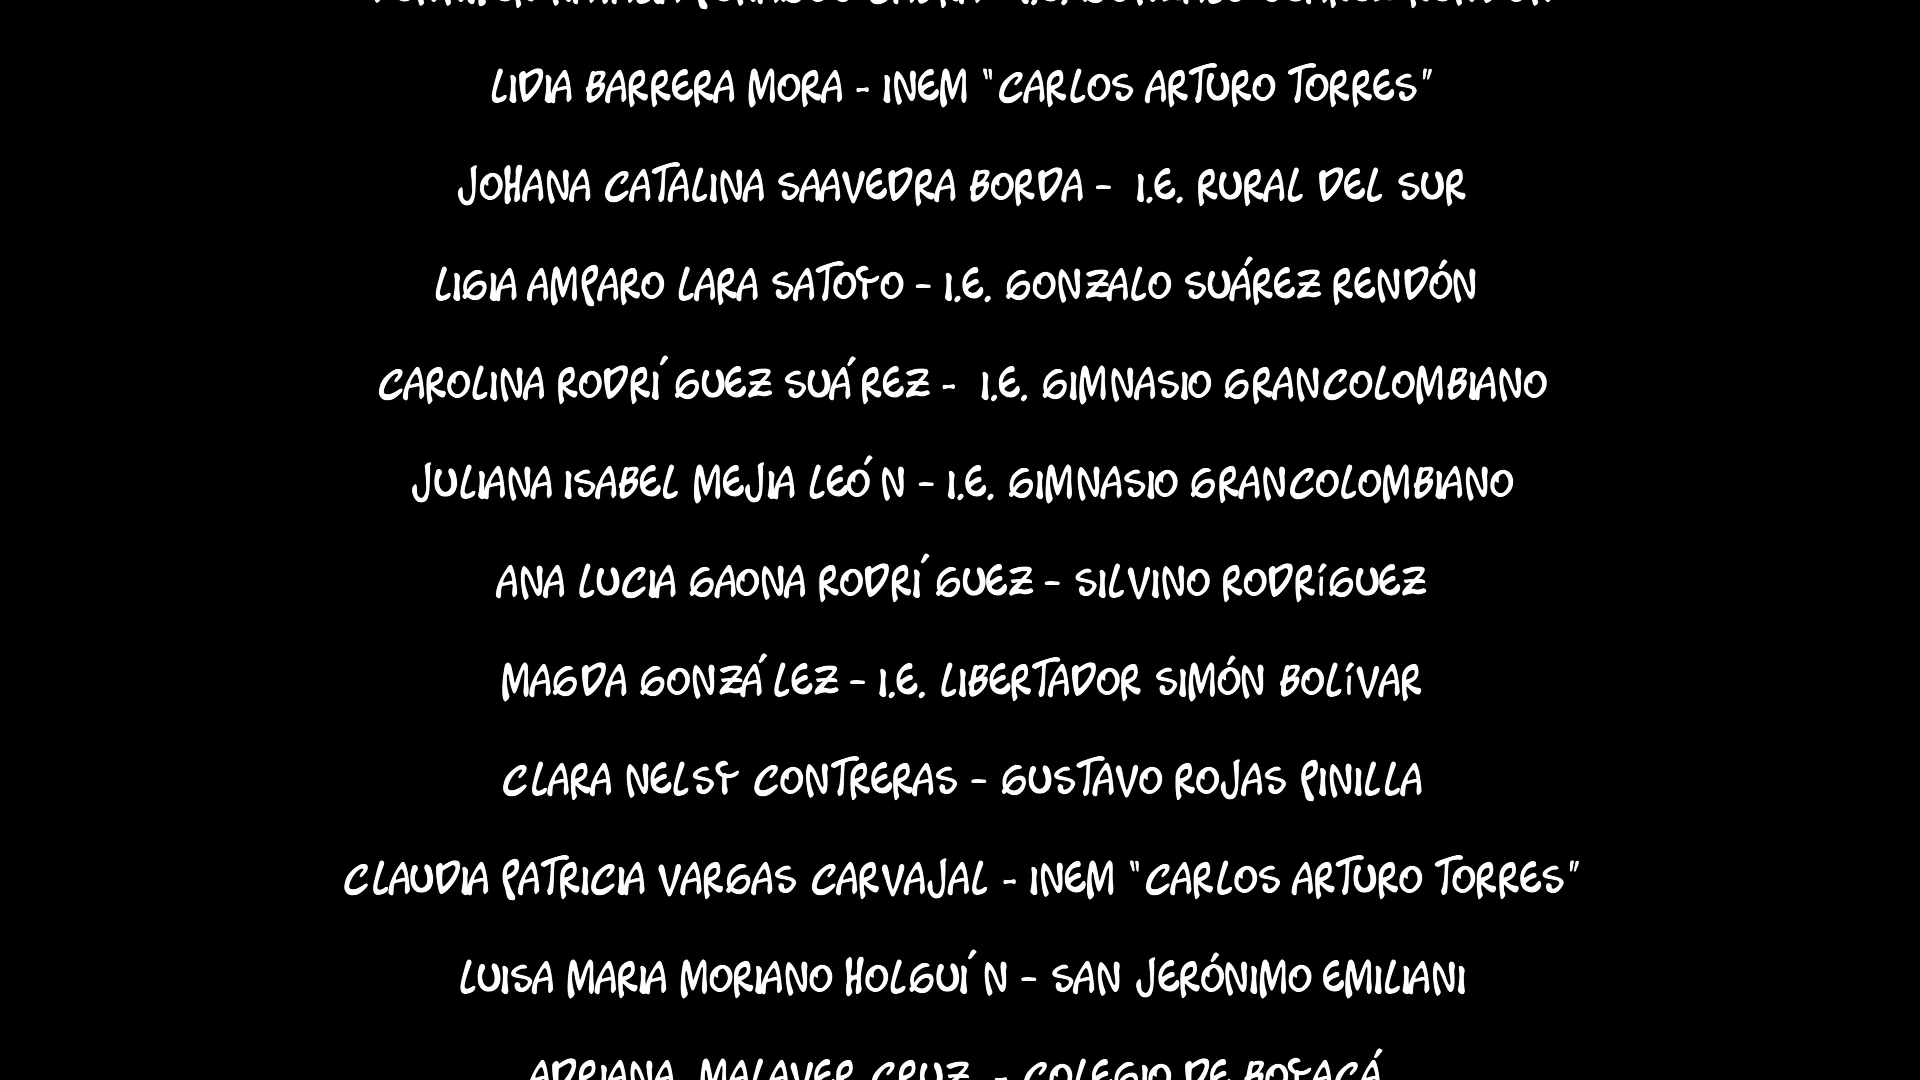 LIDIA BARRERA MORA - INEM "CARLOS ARTURO TORRES"
JOHANA CATALINA SAAVEDRA BORDA - I.E. RURAL DEL SUR
LIGIA AMPARO LARA SATOYO - I.E. GONZALO SUÁREZ RENDÓN
CAROLINA RODRÍGUEZ SUÁREZ - I.E. GIMNASIO GRANCOLOMBIANO
JULIANA ISABEL MEJIA LEÓN - I.E. GIMNASIO GRANCOLOMBIANO
ANA LUCIA GAONA RODRÍGUEZ - SILVINO RODRÍGUEZ
MAGDA GONZÁLEZ - I.E. LIBERTADOR SIMÓN BOLÍVAR
CLARA NELSY CONTRERAS - GUSTAVO ROJAS PINILLA
CLAUDIA PATRICIA VARGAS CARVAJAL - INEM "CARLOS ARTURO TORRES"
LUISA MARIA MORIANO HOLGUÍN - SAN JERÓNIMO EMILIANI
ADRIANA MALAVER CRUZ - COLEGIO DE BOYACÁ